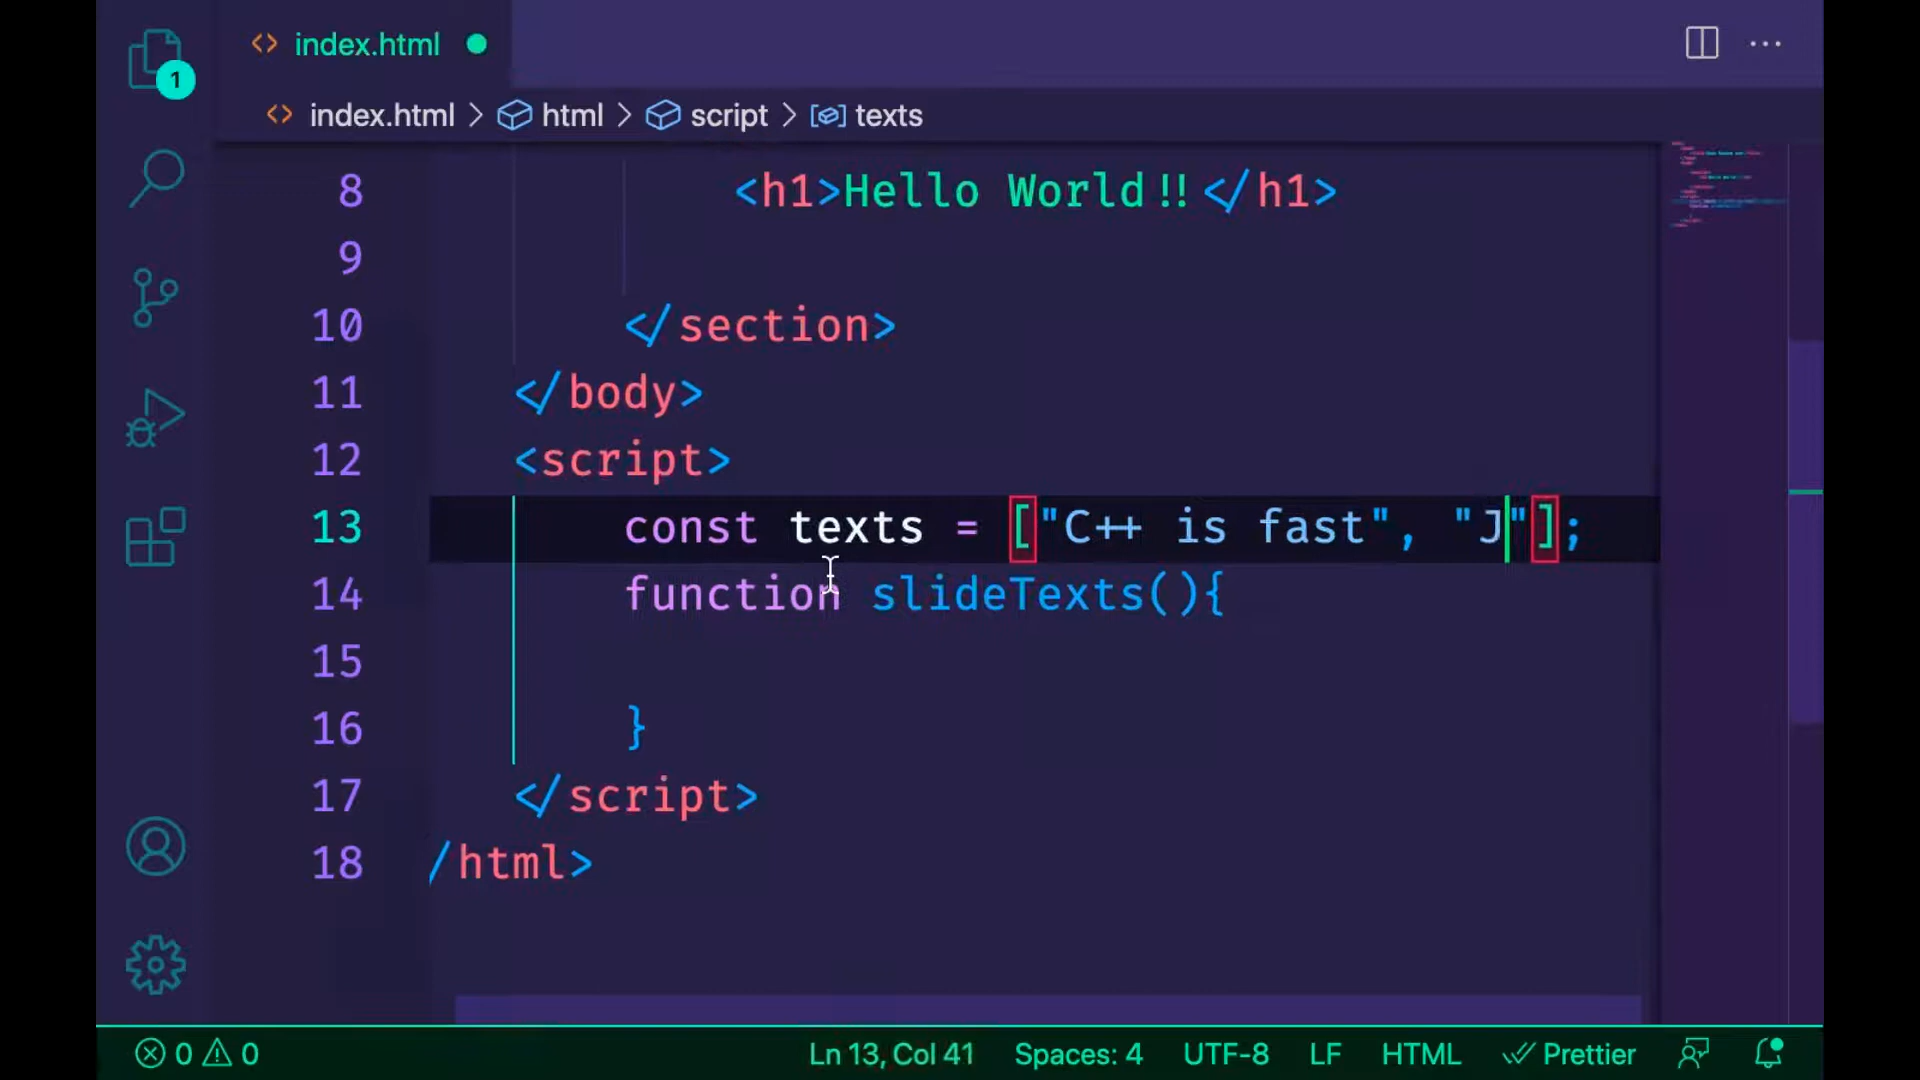 index.html
1
index.html > html > script > texts
8 <h1>Hello World!!</h1>
9
10 </section>
11 </body>
12 <script>
13 const texts = ["C++ is fast", "J"];
14 function slideTexts(){
15
16 }
17 </script>
18 /html>
0 0 Ln 13, Col 41 Spaces: 4 UTF-8 LF HTML Prettier